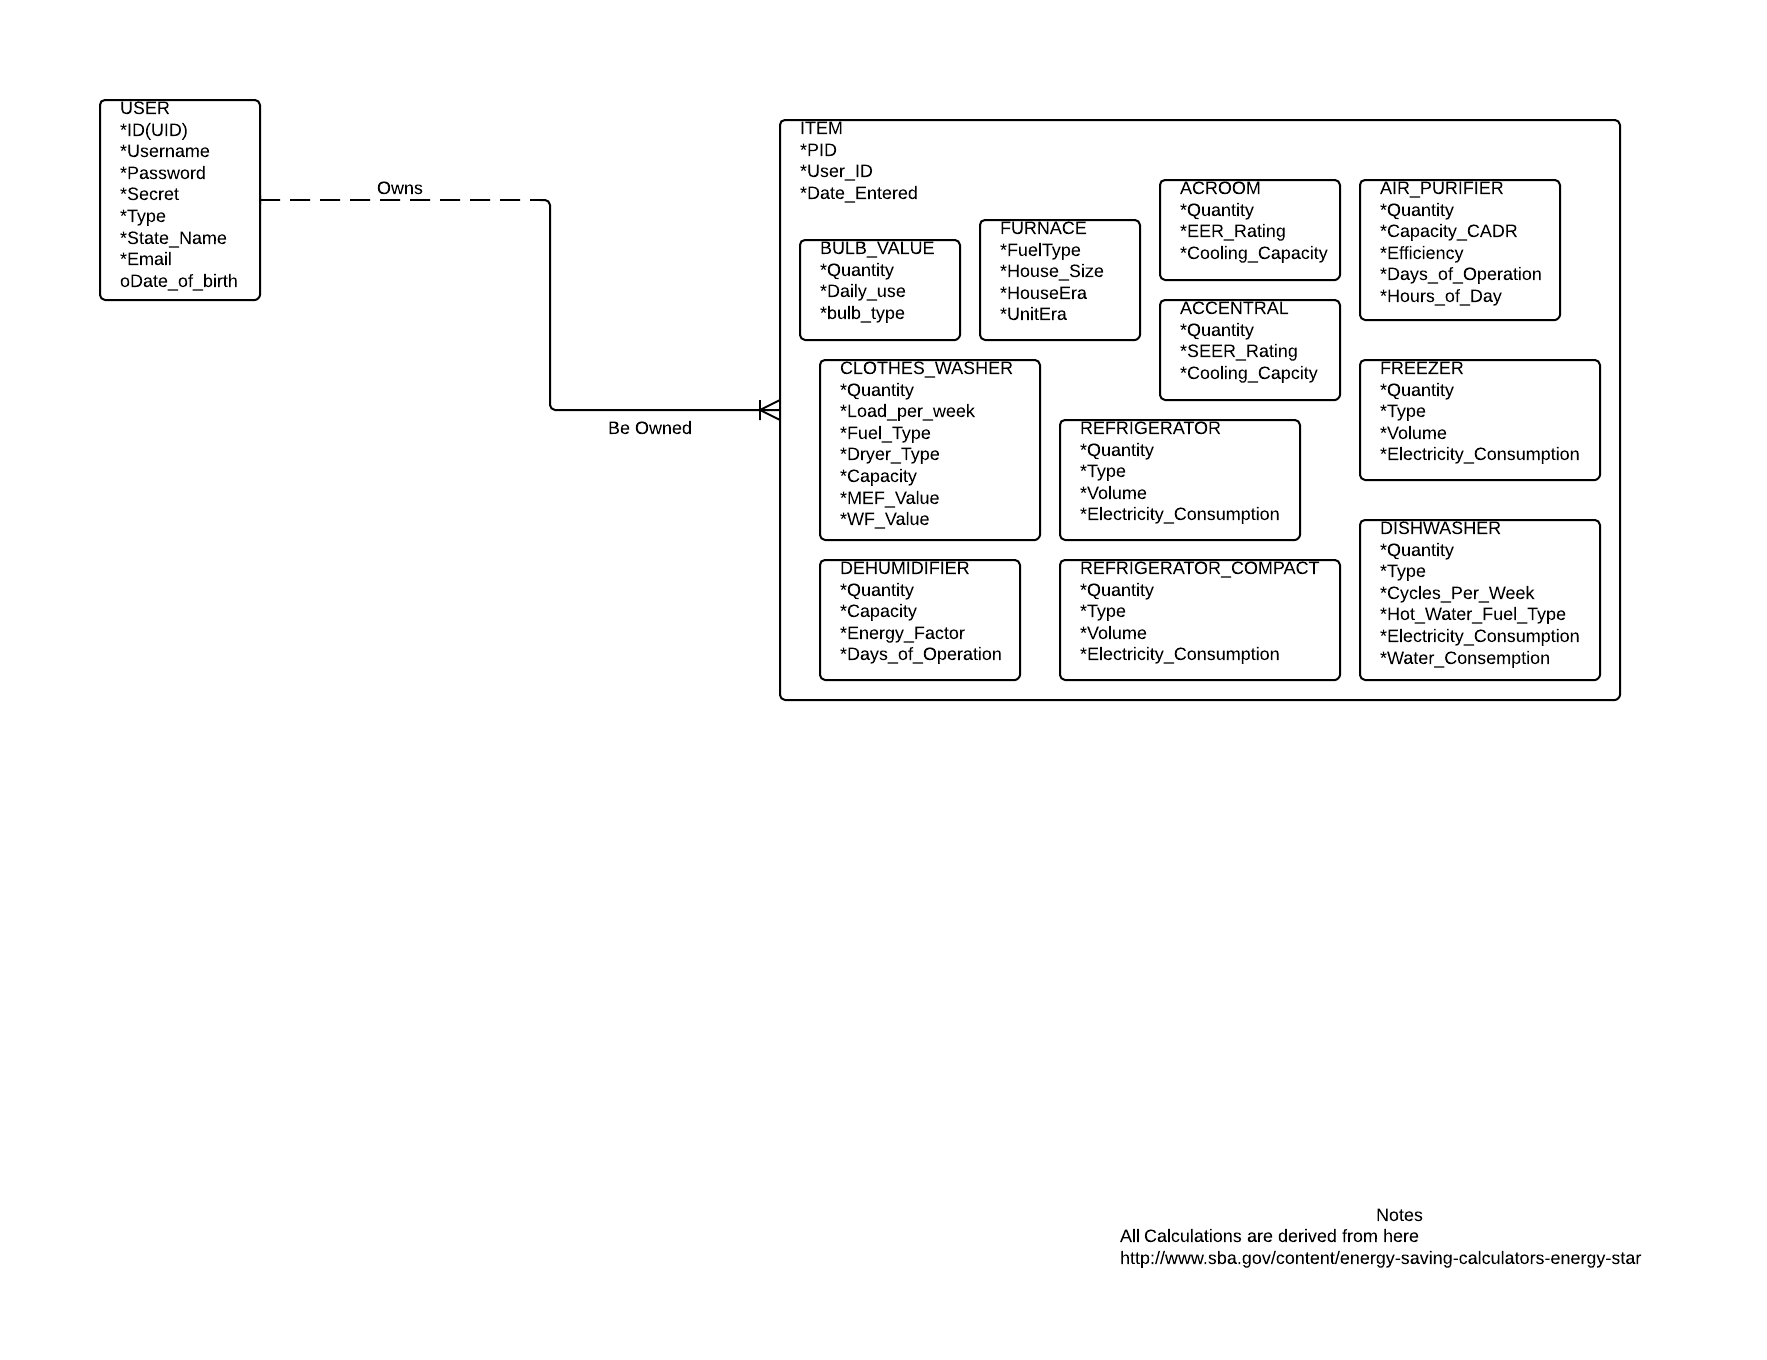 USER
*ID(UID)
*Username
*Password
*Secret
*Type
*State_Name
*Email
oDate_of_birth
Owns
Be Owned
ITEM
*PID
*User_ID
*Date_Entered
BULB_VALUE
*Quantity
*Daily_use
*bulb_type
FURNACE
*FuelType
*House_Size
*HouseEra
*UnitEra
ACROOM
*Quantity
*EER_Rating
*Cooling_Capacity
AIR_PURIFIER
*Quantity
*Capacity_CADR
*Efficiency
*Days_of_Operation
*Hours_of_Day
ACCENTRAL
*Quantity
*SEER_Rating
*Cooling_Capcity
CLOTHES_WASHER
*Quantity
*Load_per_week
*Fuel_Type
*Dryer_Type
*Capacity
*MEF_Value
*WF_Value
REFRIGERATOR
*Quantity
*Type
*Volume
*Electricity_Consumption
FREEZER
*Quantity
*Type
*Volume
*Electricity_Consumption
DEHUMIDIFIER
*Quantity
*Capacity
*Energy_Factor
*Days_of_Operation
REFRIGERATOR_COMPACT
*Quantity
*Type
*Volume
*Electricity_Consumption
DISHWASHER
*Quantity
*Type
*Cycles_Per_Week
*Hot_Water_Fuel_Type
*Electricity_Consumption
*Water_Consemption
Notes
All Calculations are derived from here
http://www.sba.gov/content/energy-saving-calculators-energy-star